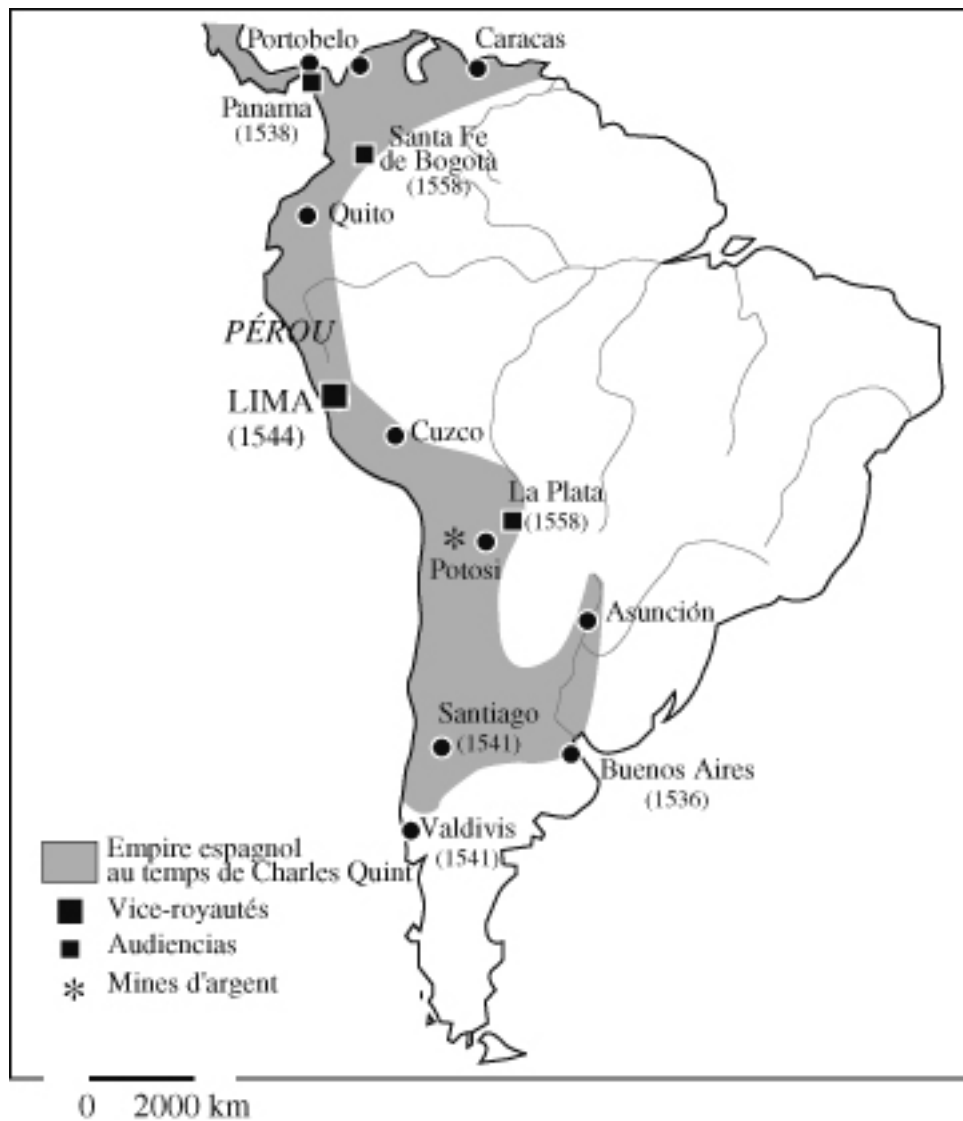 Portobelo
Caracas
Panama
(1538)
Santa Fe
de Bogotà
(1558)
Quito
PÉROU
LIMA
(1544)
Cuzco
La Plata
(1558)
Potosi
Asunción
Santiago
(1541)
Buenos Aires
(1536)
Valdivis
(1541)
Empire espagnol
au temps de Charles Quint
Vice-royautés
Audiencias
Mines d'argent
0 2000 km